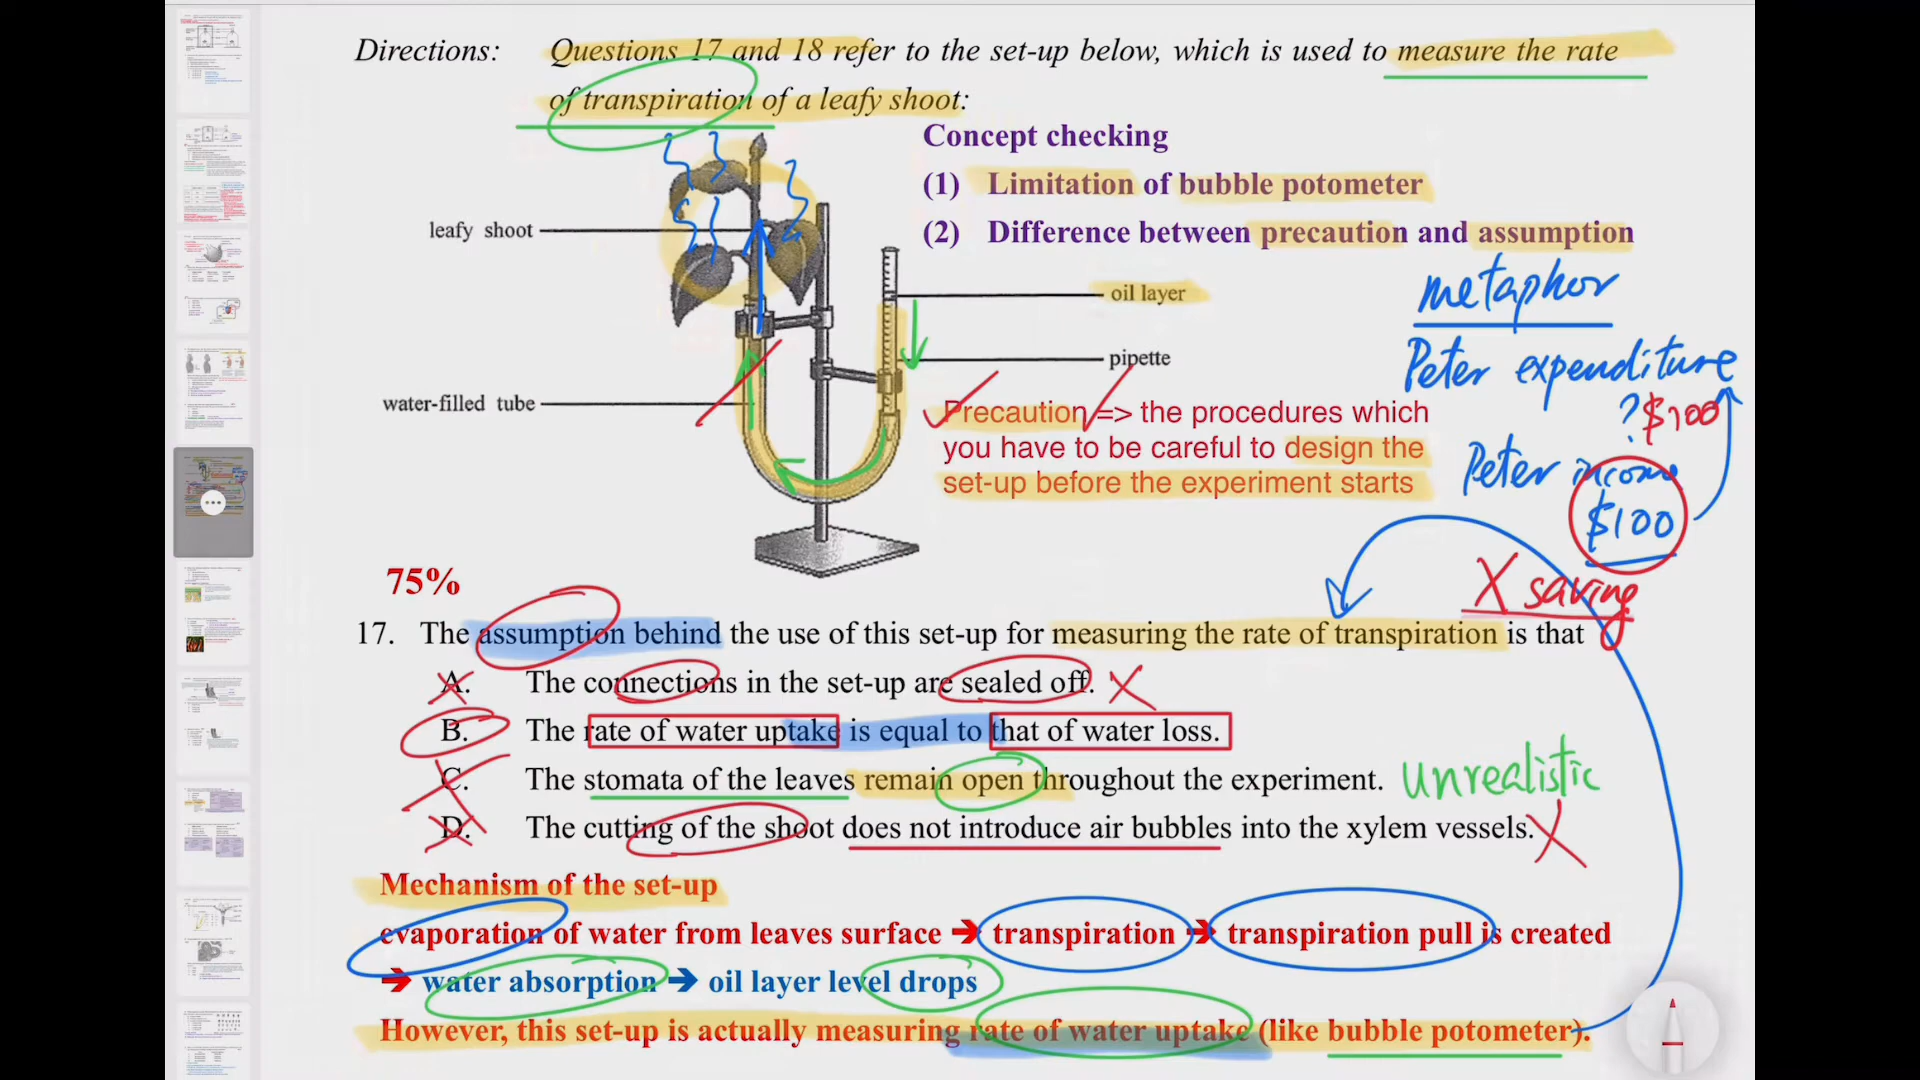 Directions: Questions 17 and 18 refer to the set-up below, which is used to measure the rate
of transpiration of a leafy shoot:
Concept checking
(1) Limitation of bubble potometer
(2) Difference between precaution and assumption
leafy shoot
oil layer
pipette
water-filled tube
metaphor
Peter expenditure
? $100
Peter income
$100
X saving
Precaution => the procedures which
you have to be careful to design the
set-up before the experiment starts
75%
17. The assumption behind the use of this set-up for measuring the rate of transpiration is that
A. The connections in the set-up are sealed off.
B. The rate of water uptake is equal to that of water loss.
C. The stomata of the leaves remain open throughout the experiment. unrealistic
D. The cutting of the shoot does not introduce air bubbles into the xylem vessels.
Mechanism of the set-up
evaporation of water from leaves surface ➔ transpiration ➔ transpiration pull is created
➔ water absorption ➔ oil layer level drops
However, this set-up is actually measuring rate of water uptake (like bubble potometer).